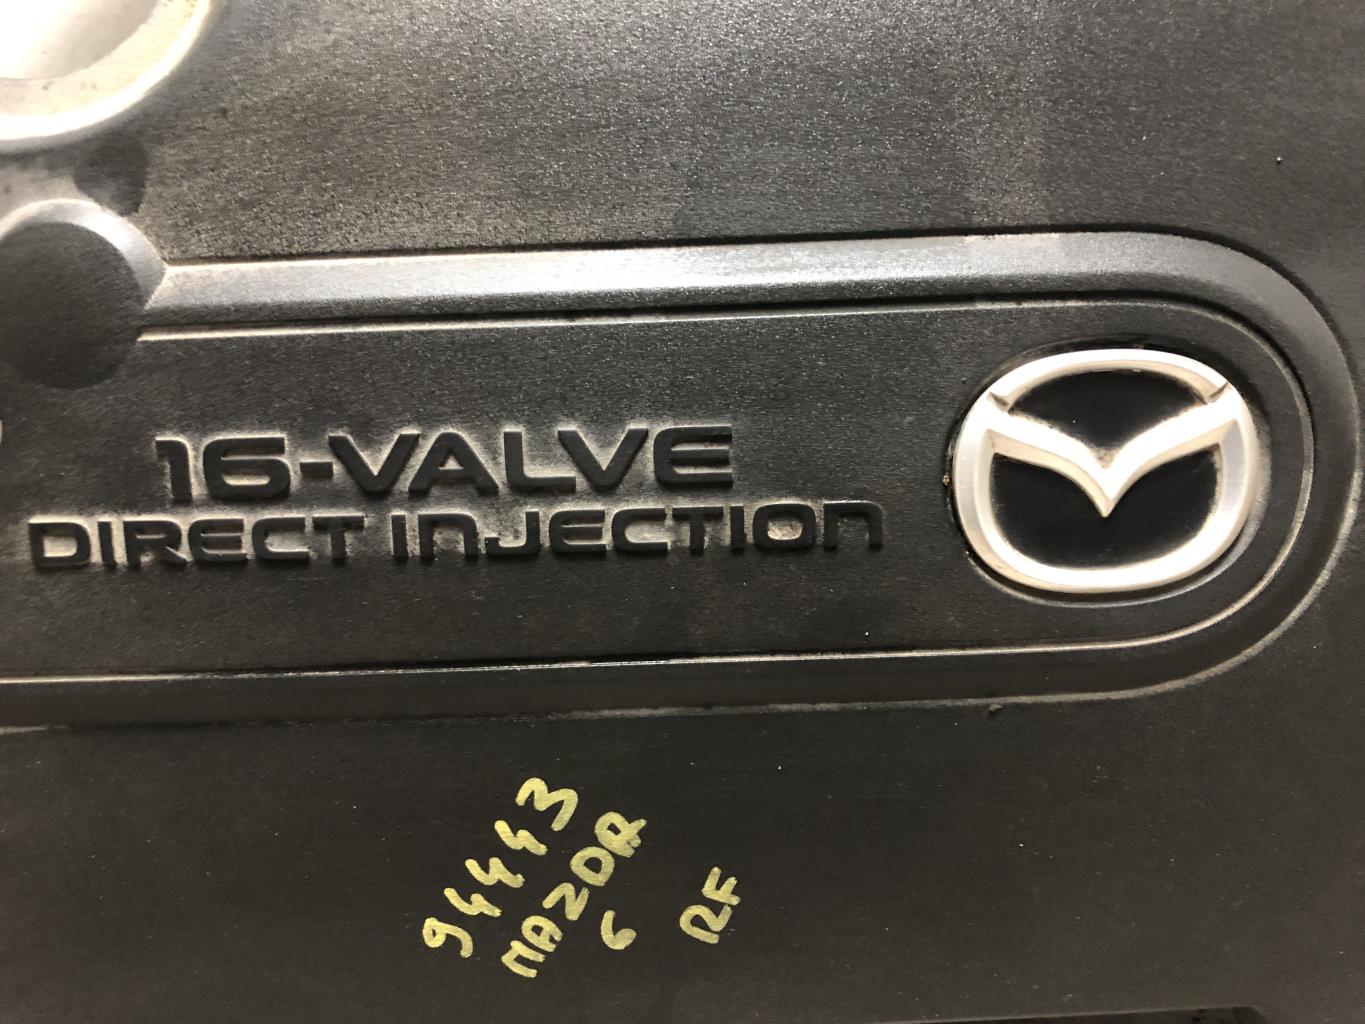 16-VALVE
DIRECT INJECTION
94443
MAZDA
6
RF